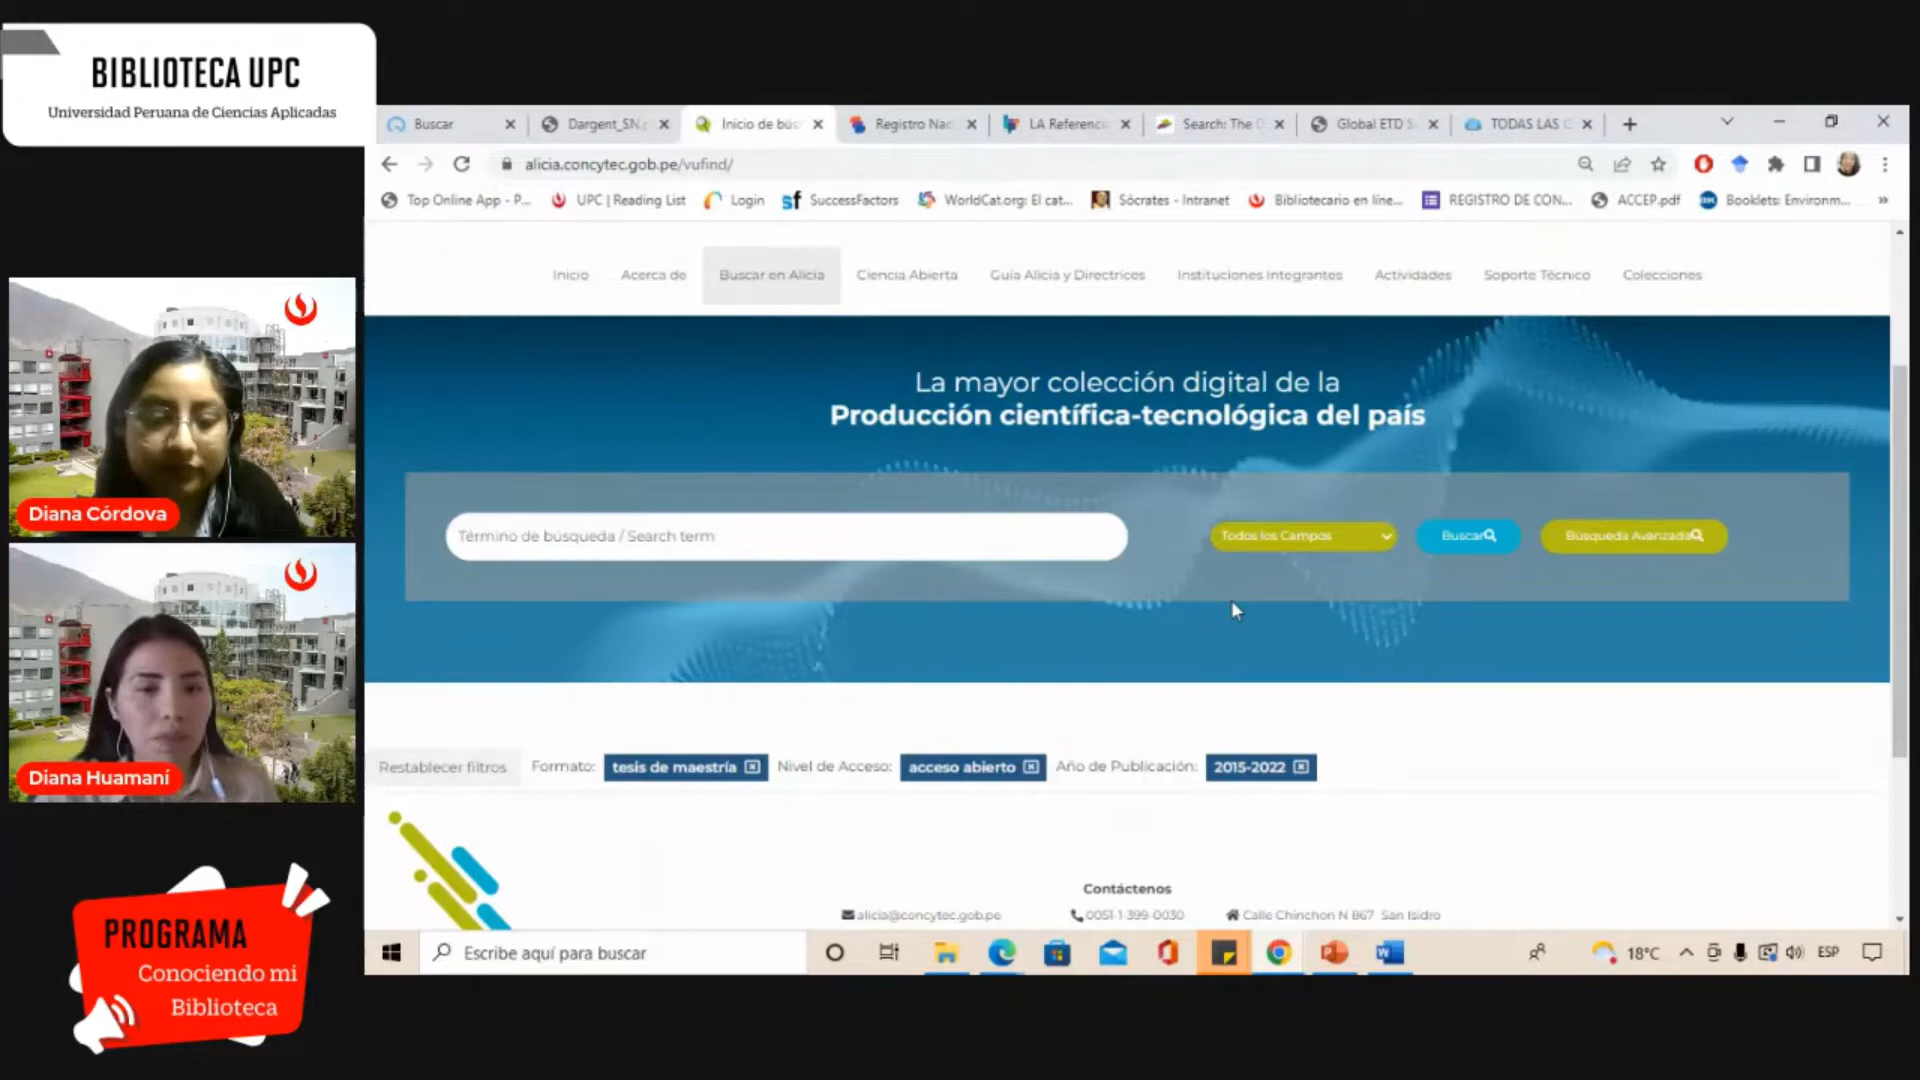 BIBLIOTECA UPC
Universidad Peruana de Ciencias Aplicadas
Buscar
Dargent_SN.
Inicio de bús
Registro Nac
LA Referenc
Search: The
Global ETD S
TODAS LAS
alicia.concytec.gob.pe/vufind/
Top Online App - P...
UPC | Reading List
Login
SuccessFactors
WorldCat.org: El cat...
Sócrates - Intranet
Bibliotecario en líne...
REGISTRO DE CON...
ACCEP.pdf
Booklets: Environm...
Inicio
Acerca de
Buscar en Alicia
Ciencia Abierta
Guía Alicia y Directrices
Instituciones Integrantes
Actividades
Soporte Técnico
Colecciones
La mayor colección digital de la
Producción científica-tecnológica del país
Término de búsqueda / Search term
Todos los Campos
Buscar
Búsqueda Avanzada
Restablecer filtros
Formato:
tesis de maestría
Nivel de Acceso:
acceso abierto
Año de Publicación:
2015-2022
Contáctenos
alicia@concytec.gob.pe
0051-1-399-0030
Calle Chinchon N 867 San Isidro
Escribe aquí para buscar
18°C
ESP
Diana Córdova
Diana Huamaní
PROGRAMA
Conociendo mi
Biblioteca